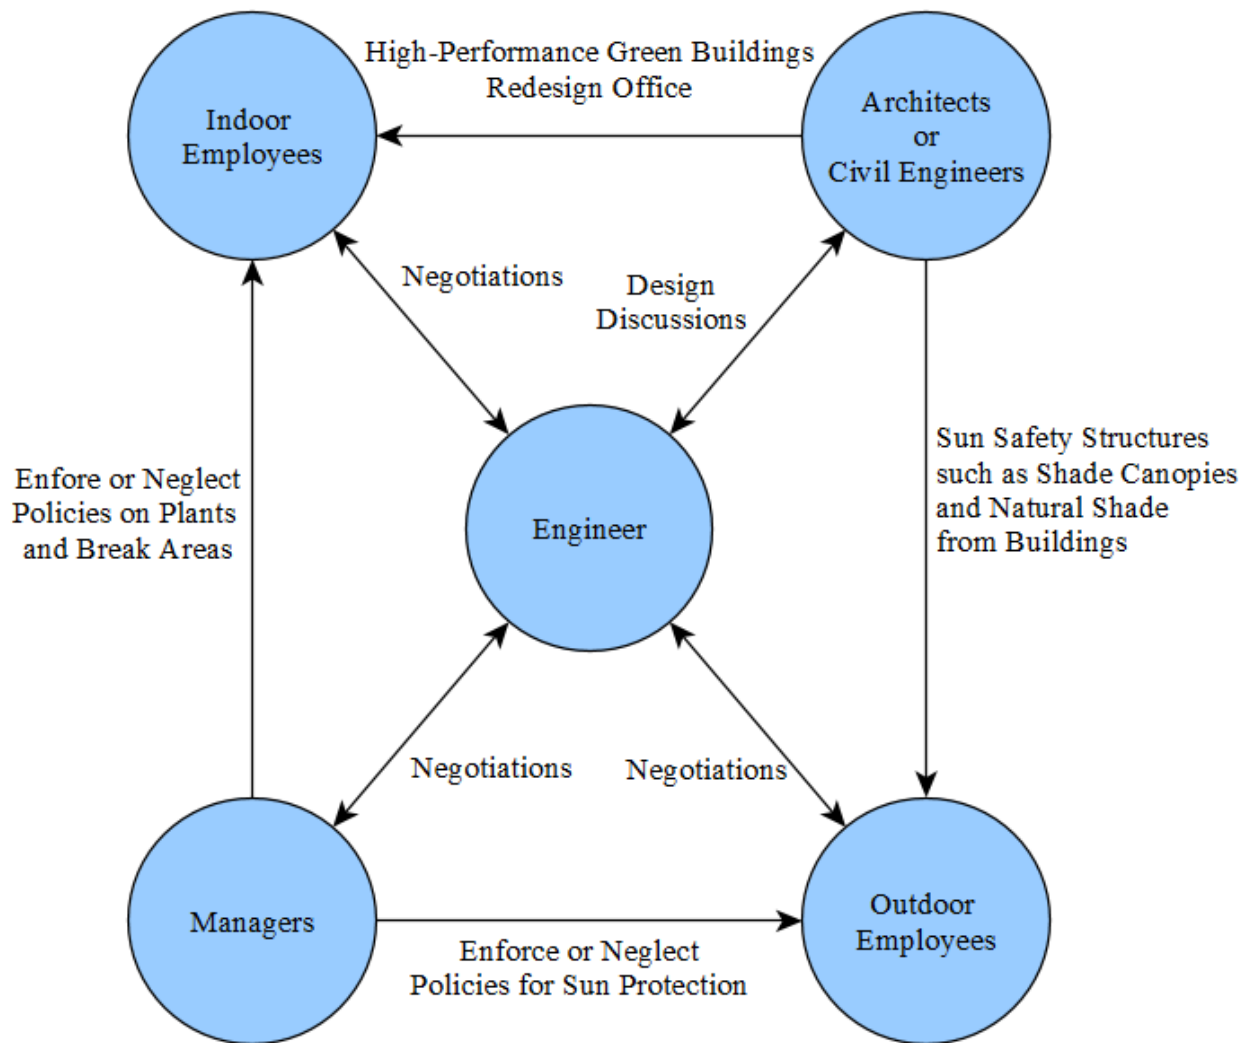 High-Performance Green Buildings
Redesign Office
Indoor
Employees
Architects
or
Civil Engineers
Negotiations
Design
Discussions
Enfore or Neglect
Policies on Plants
and Break Areas
Engineer
Sun Safety Structures
such as Shade Canopies
and Natural Shade
from Buildings
Negotiations
Negotiations
Managers
Enforce or Neglect
Policies for Sun Protection
Outdoor
Employees